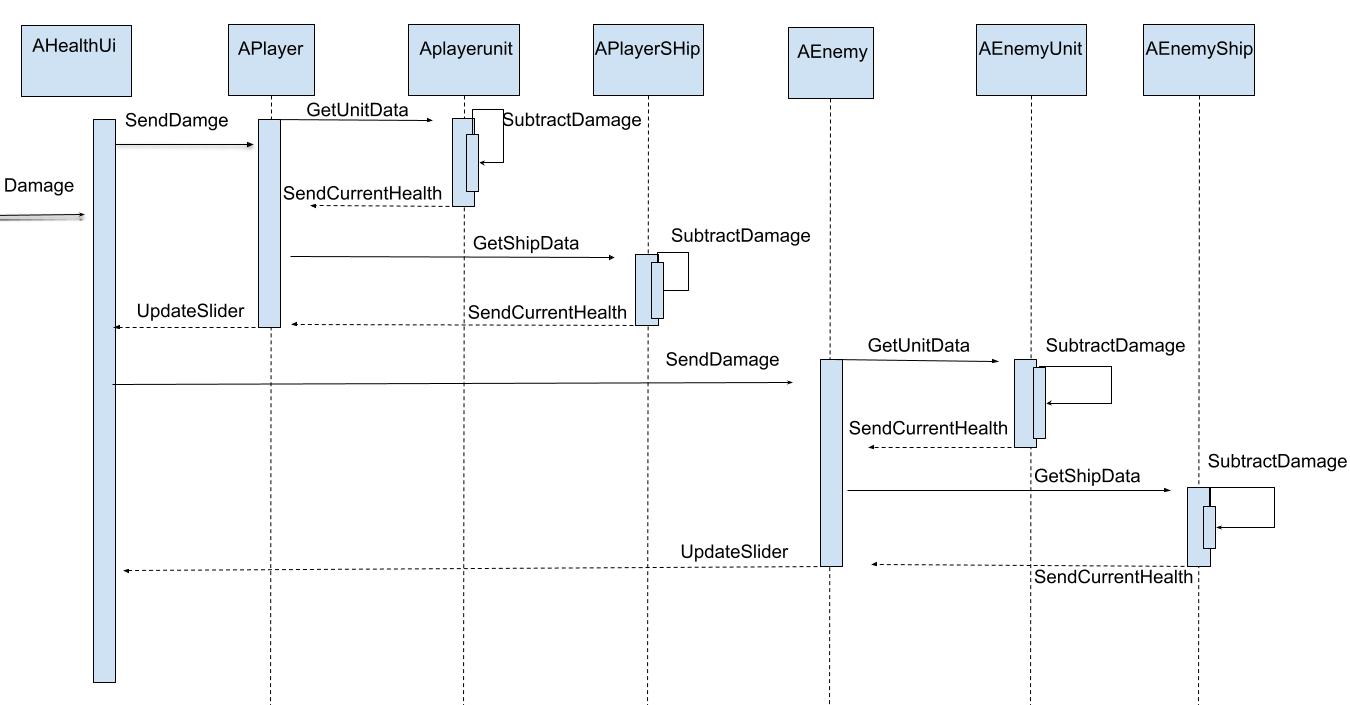 AHealthUi
APlayer
Aplayerunit
APlayerSHip
AEnemy
AEnemyUnit
AEnemyShip
SendDamge
GetUnitData
SubtractDamage
Damage
SendCurrentHealth
GetShipData
SubtractDamage
UpdateSlider
SendCurrentHealth
SendDamage
GetUnitData
SubtractDamage
SendCurrentHealth
GetShipData
SubtractDamage
UpdateSlider
SendCurrentHealth